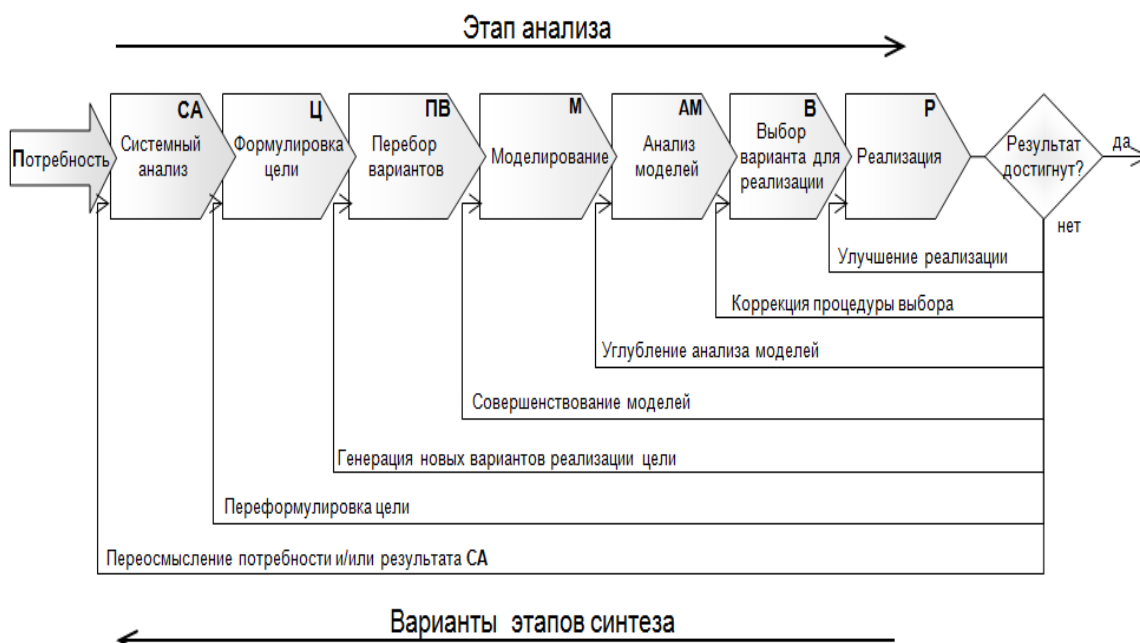 Этап анализа
Потребность
СА
Системный
анализ
Ц
Формулировка
цели
ПВ
Перебор
вариантов
М
Моделирование
АМ
Анализ
моделей
В
Выбор
варианта для
реализации
Р
Реализация
Результат
достигнут?
да
нет
Улучшение реализации
Коррекция процедуры выбора
Углубление анализа моделей
Совершенствование моделей
Генерация новых вариантов реализации цели
Переформулировка цели
Переосмысление потребности и/или результата СА
Варианты этапов синтеза